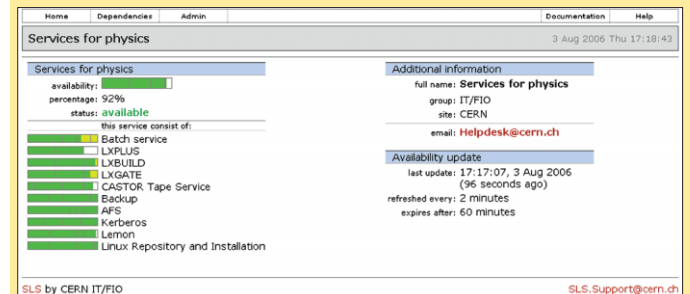 Home Dependencies Admin Documentation Help
Services for physics 3 Aug 2006 Thu 17:18:43
Services for physics
availability:
percentage: 92%
status: available
this service consist of:
Batch service
LXPLUS
LXBUILD
LXGATE
CASTOR Tape Service
Backup
AFS
Kerberos
Lemon
Linux Repository and Installation
Additional information
full name: Services for physics
group: IT/FIO
site: CERN
email: Helpdesk@cern.ch
Availability update
last update: 17:17:07, 3 Aug 2006
(96 seconds ago)
refreshed every: 2 minutes
expires after: 60 minutes
SLS by CERN IT/FIO SLS.Support@cern.ch